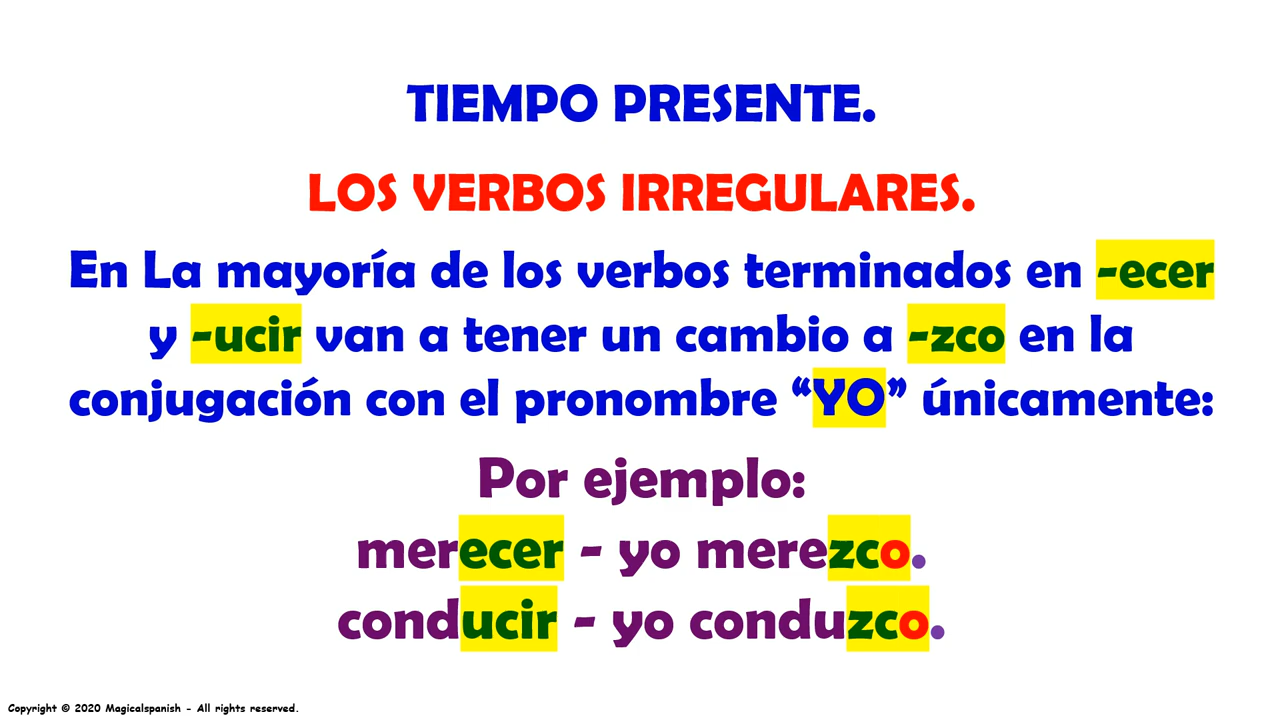 TIEMPO PRESENTE.
LOS VERBOS IRREGULARES.
En La mayoría de los verbos terminados en -ecer
y -ucir van a tener un cambio a -zco en la
conjugación con el pronombre “YO” únicamente:
Por ejemplo:
merecer - yo merezco.
conducir - yo conduzco.
Copyright © 2020 Magicalspanish - All rights reserved.